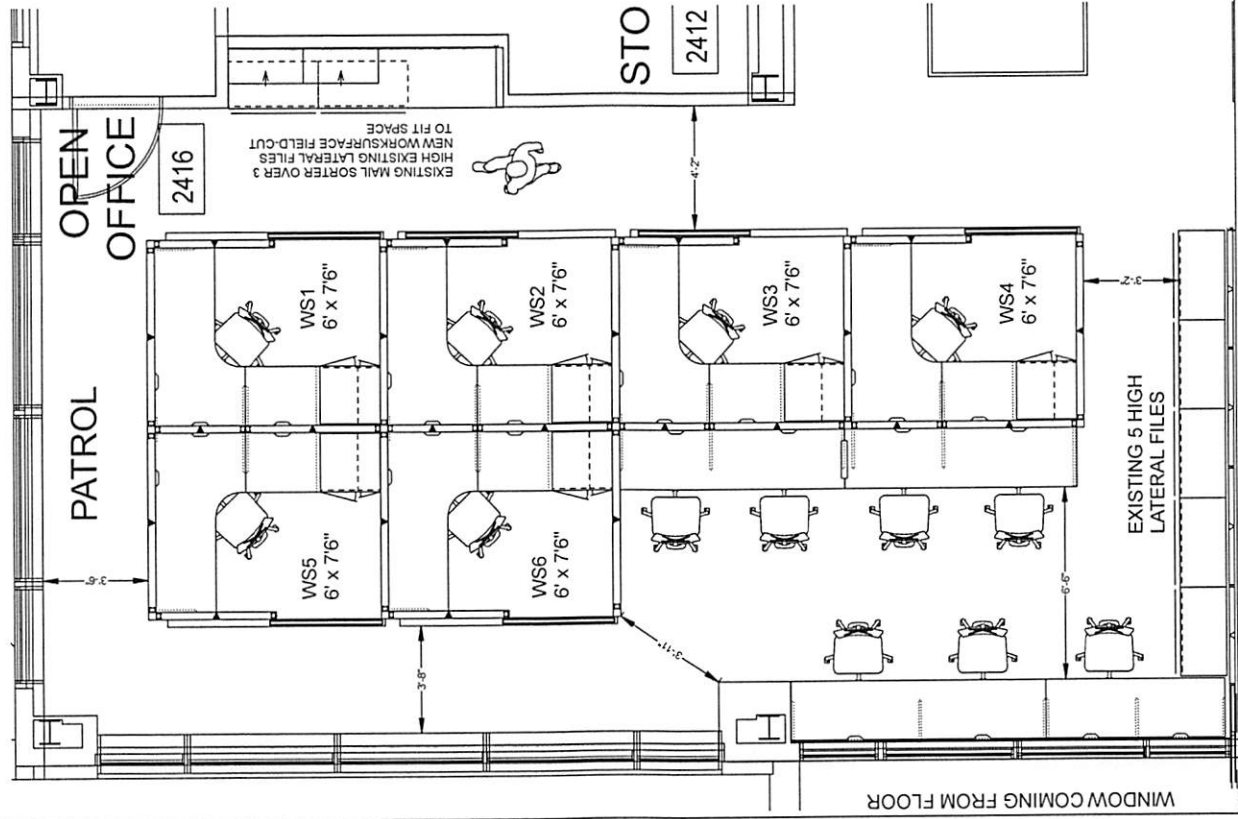 OPEN
OFFICE
2416
PATROL
STO
2412
EXISTING MAIL SORTER OVER 3
HIGH EXISTING LATERAL FILES
NEW WORKSURFACE FIELD-CUT
TO FIT SPACE
4'-2"
WS1
6' x 7'6"
WS2
6' x 7'6"
WS3
6' x 7'6"
WS4
6' x 7'6"
3'-2"
3'-6"
WS5
6' x 7'6"
WS6
6' x 7'6"
3'-8"
3'-11"
6'-6"
EXISTING 5 HIGH
LATERAL FILES
WINDOW COMING FROM FLOOR